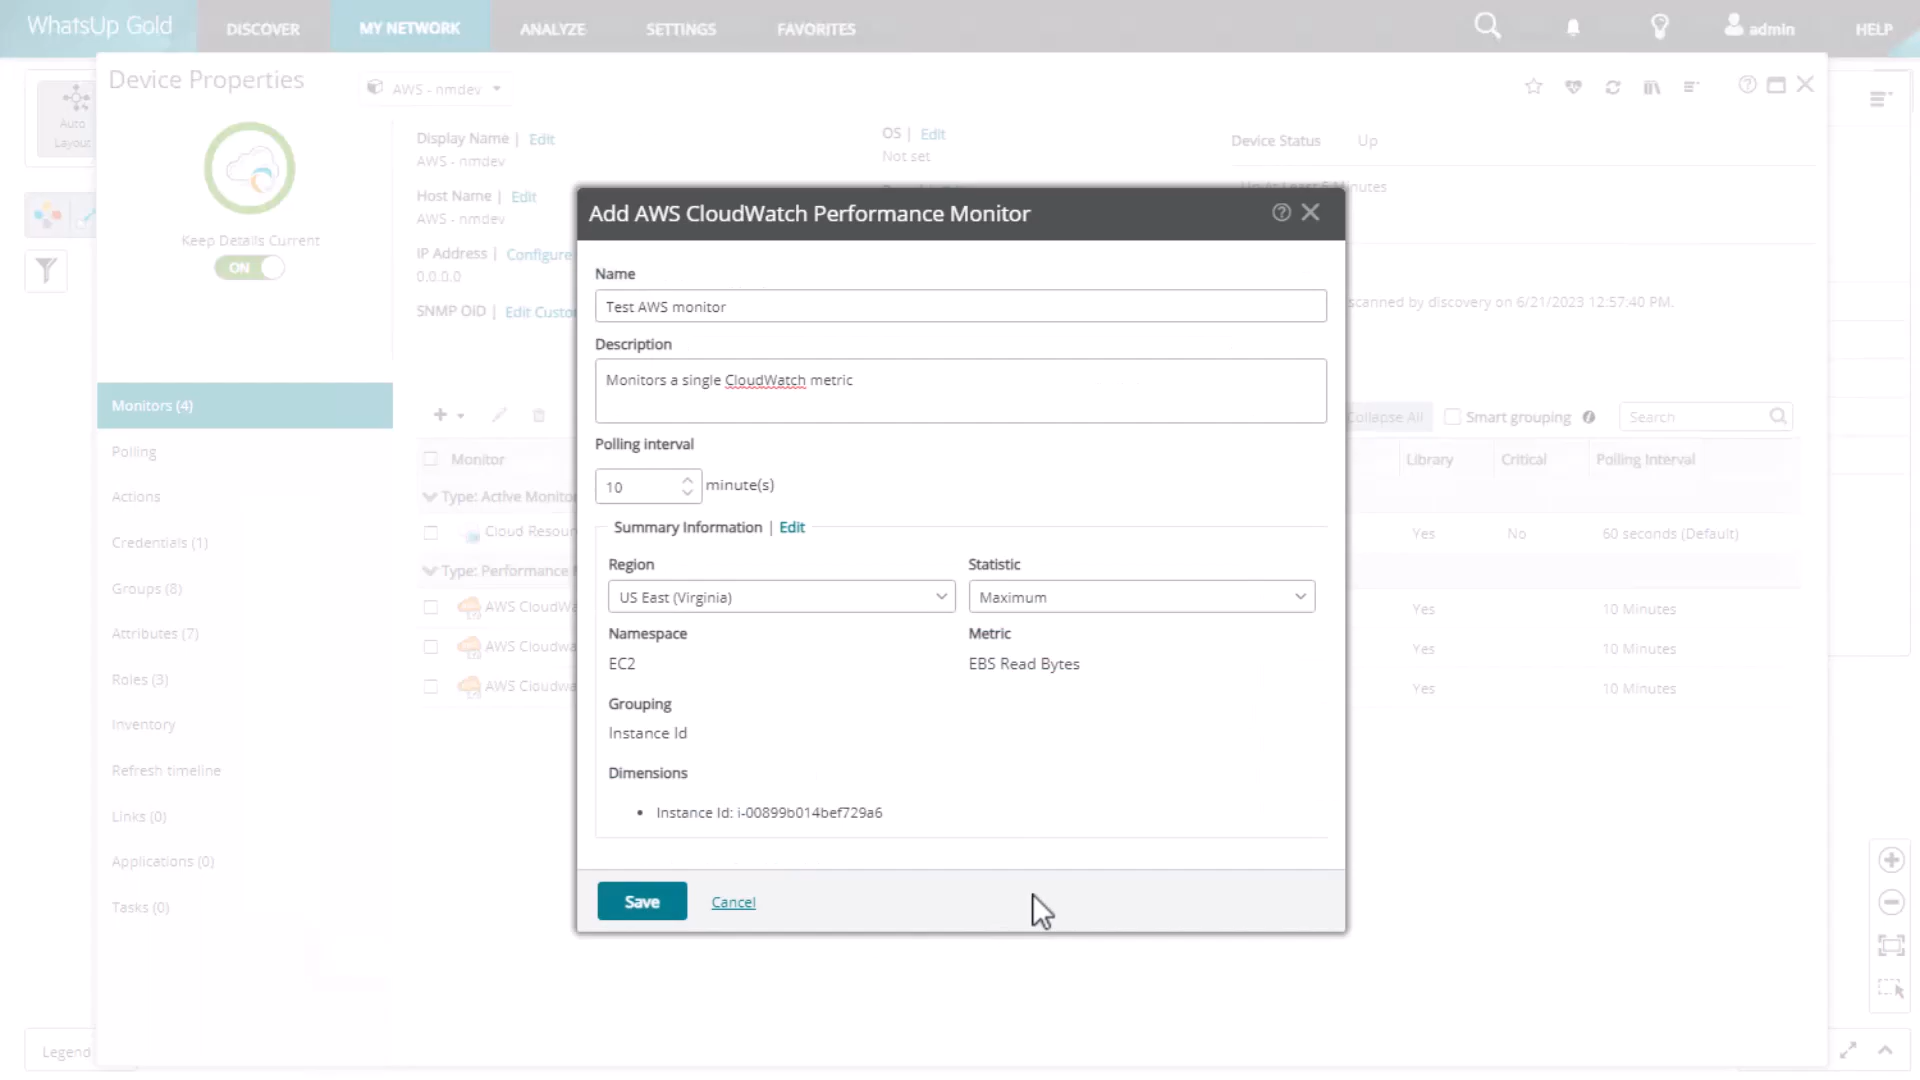 WhatsUp Gold DISCOVER MY NETWORK ANALYZE SETTINGS FAVORITES admin HELP
Device Properties AWS - nmdev
Auto
Layout
Keep Details Current
ON
Display Name | Edit
AWS - nmdev
Host Name | Edit
AWS - nmdev
IP Address | Configure
0.0.0.0
SNMP OID | Edit
OS | Edit
Not set
Device Status Up
scanned by discovery on 6/21/2023 12:57:40 PM.
Monitors (4)
Polling
Actions
Credentials (1)
Groups (8)
Attributes (7)
Roles (3)
Inventory
Refresh timeline
Links (0)
Applications (0)
Tasks (0)
Legend
Collapse All Smart grouping Search
Monitor Library Critical Polling Interval
Type: Active
Cloud Yes No 60 seconds (Default)
Type: Performance
AWS Yes 10 Minutes
AWS Yes 10 Minutes
AWS Yes 10 Minutes
Add AWS CloudWatch Performance Monitor
Name
Test AWS monitor
Description
Monitors a single CloudWatch metric
Polling interval
10 minute(s)
Summary Information | Edit
Region Statistic
US East (Virginia) Maximum
Namespace Metric
EC2 EBS Read Bytes
Grouping
Instance Id
Dimensions
• Instance Id: i-00899b014bef729a6
Save Cancel